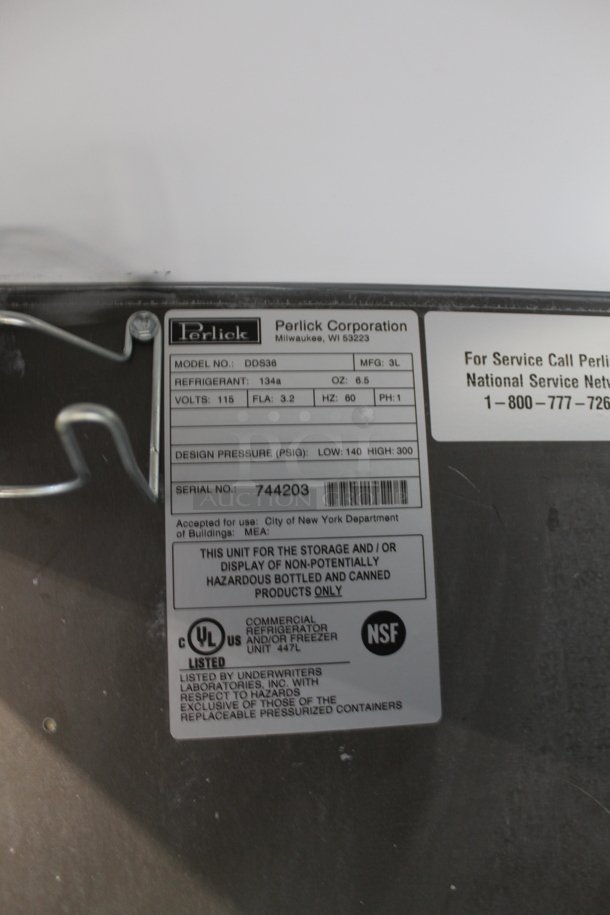 Perlick
Perlick Corporation
Milwaukee, WI 53223
MODEL NO.: DDS36 MFG: 3L
REFRIGERANT: 134a OZ: 6.5
VOLTS: 115 FLA: 3.2 HZ: 60 PH:1
DESIGN PRESSURE (PSIG): LOW: 140 HIGH: 300
SERIAL NO.: 744203
Accepted for use: City of New York Department
of Buildings: MEA:
THIS UNIT FOR THE STORAGE AND / OR
DISPLAY OF NON-POTENTIALLY
HAZARDOUS BOTTLED AND CANNED
PRODUCTS ONLY
C UL US
LISTED
COMMERCIAL
REFRIGERATOR
AND/OR FREEZER
UNIT 447L
NSF
LISTED BY UNDERWRITERS
LABORATORIES, INC. WITH
RESPECT TO HAZARDS
EXCLUSIVE OF THOSE OF THE
REPLACEABLE PRESSURIZED CONTAINERS
For Service Call Perli
National Service Netw
1-800-777-726
pci
AUCTION